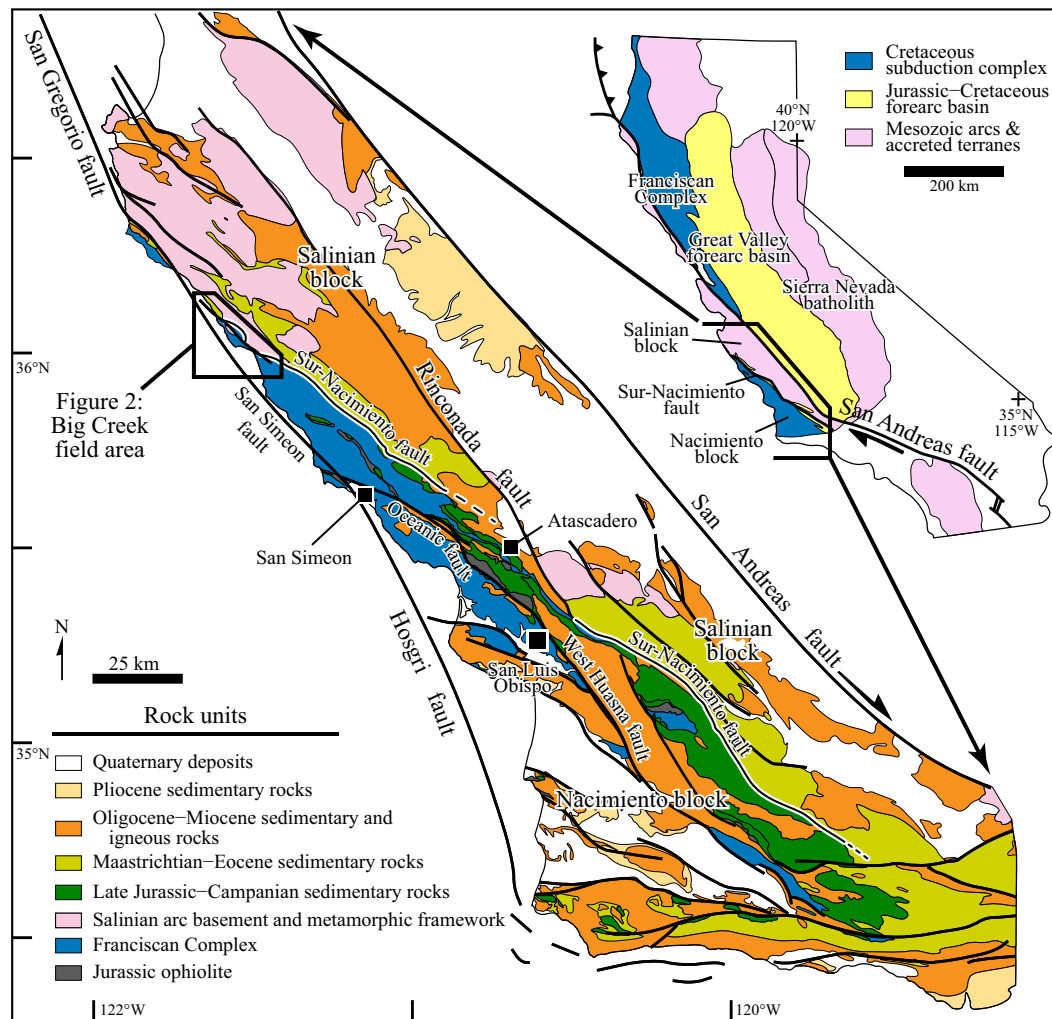 San Gregorio fault
Cretaceous
subduction complex
Jurassic−Cretaceous
forearc basin
Mesozoic arcs &
accreted terranes
200 km
40°N
120°W
Franciscan
Complex
Great Valley
forearc basin
Sierra Nevada
batholith
Salinian
block
Sur-Nacimiento
fault
Nacimiento
block
San Andreas fault
35°N
115°W
Salinian
block
36°N
Figure 2:
Big Creek
field area
Sur-Nacimiento fault
Rinconada fault
San Simeon
fault
San Simeon
Oceanic fault
Atascadero
San Andreas fault
N
25 km
Hosgri fault
San Luis
Obispo
West Huasna fault
Sur-Nacimiento fault
Salinian
block
Nacimiento block
35°N
Rock units
Quaternary deposits
Pliocene sedimentary rocks
Oligocene−Miocene sedimentary and
igneous rocks
Maastrichtian−Eocene sedimentary rocks
Late Jurassic−Campanian sedimentary rocks
Salinian arc basement and metamorphic framework
Franciscan Complex
Jurassic ophiolite
122°W
120°W